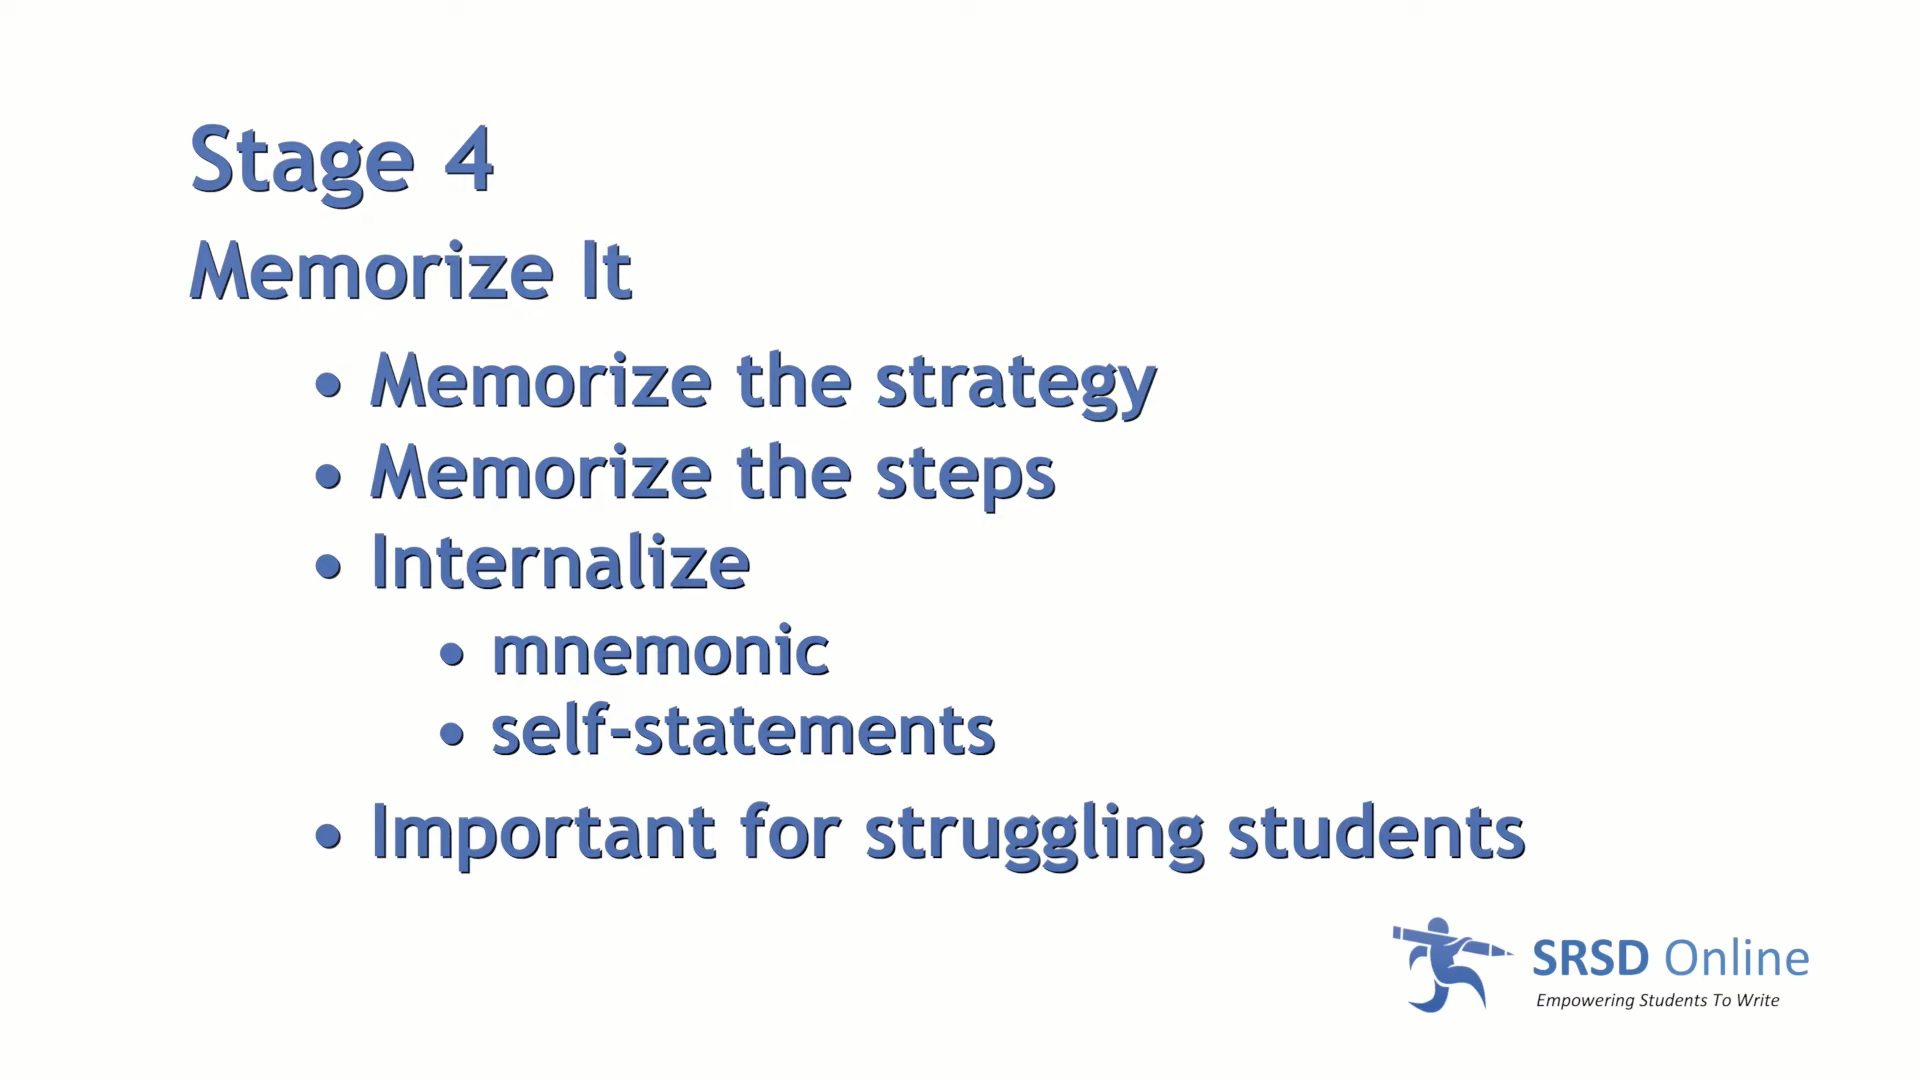 Stage 4
Memorize It
• Memorize the strategy
• Memorize the steps
• Internalize
• mnemonic
• self-statements
• Important for struggling students
SRSD Online
Empowering Students To Write